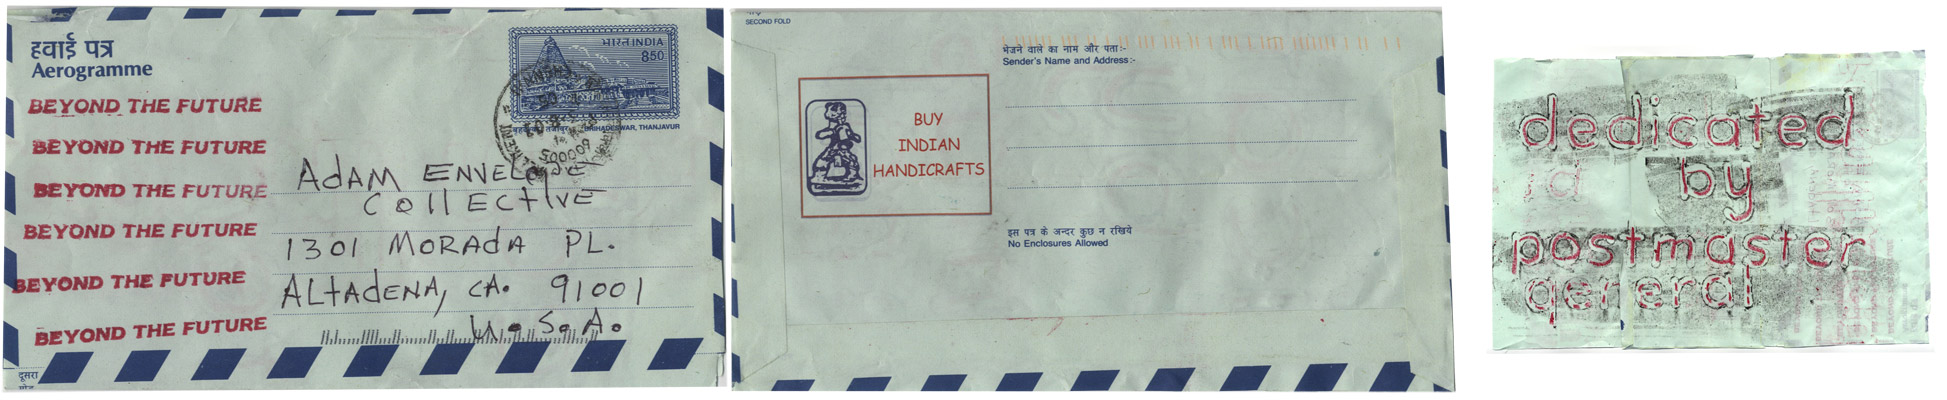 हवाई पत्र
Aerogramme
भारत INDIA
850
BRIHADESWAR, THANJAVUR
BEYOND THE FUTURE
BEYOND THE FUTURE
BEYOND THE FUTURE
BEYOND THE FUTURE
BEYOND THE FUTURE
BEYOND THE FUTURE
600009
ADAM ENVELOPE
COllECtIVE
1301 MORAdA PL.
ALtAdENA, CA. 91001
U.S.A.
दूसरा
SECOND FOLD
भेजने वाले का नाम और पता:-
Sender's Name and Address:-
BUY
INDIAN
HANDICRAFTS
इस पत्र के अन्दर कुछ न रखिये
No Enclosures Allowed
dedicated
by
postmaster
general